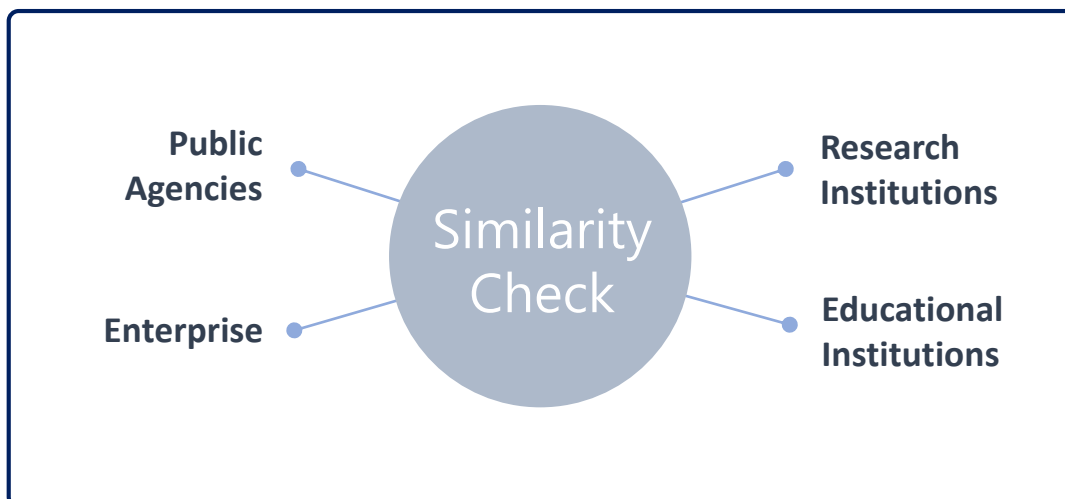 Public
Agencies
Enterprise
Similarity
Check
Research
Institutions
Educational
Institutions